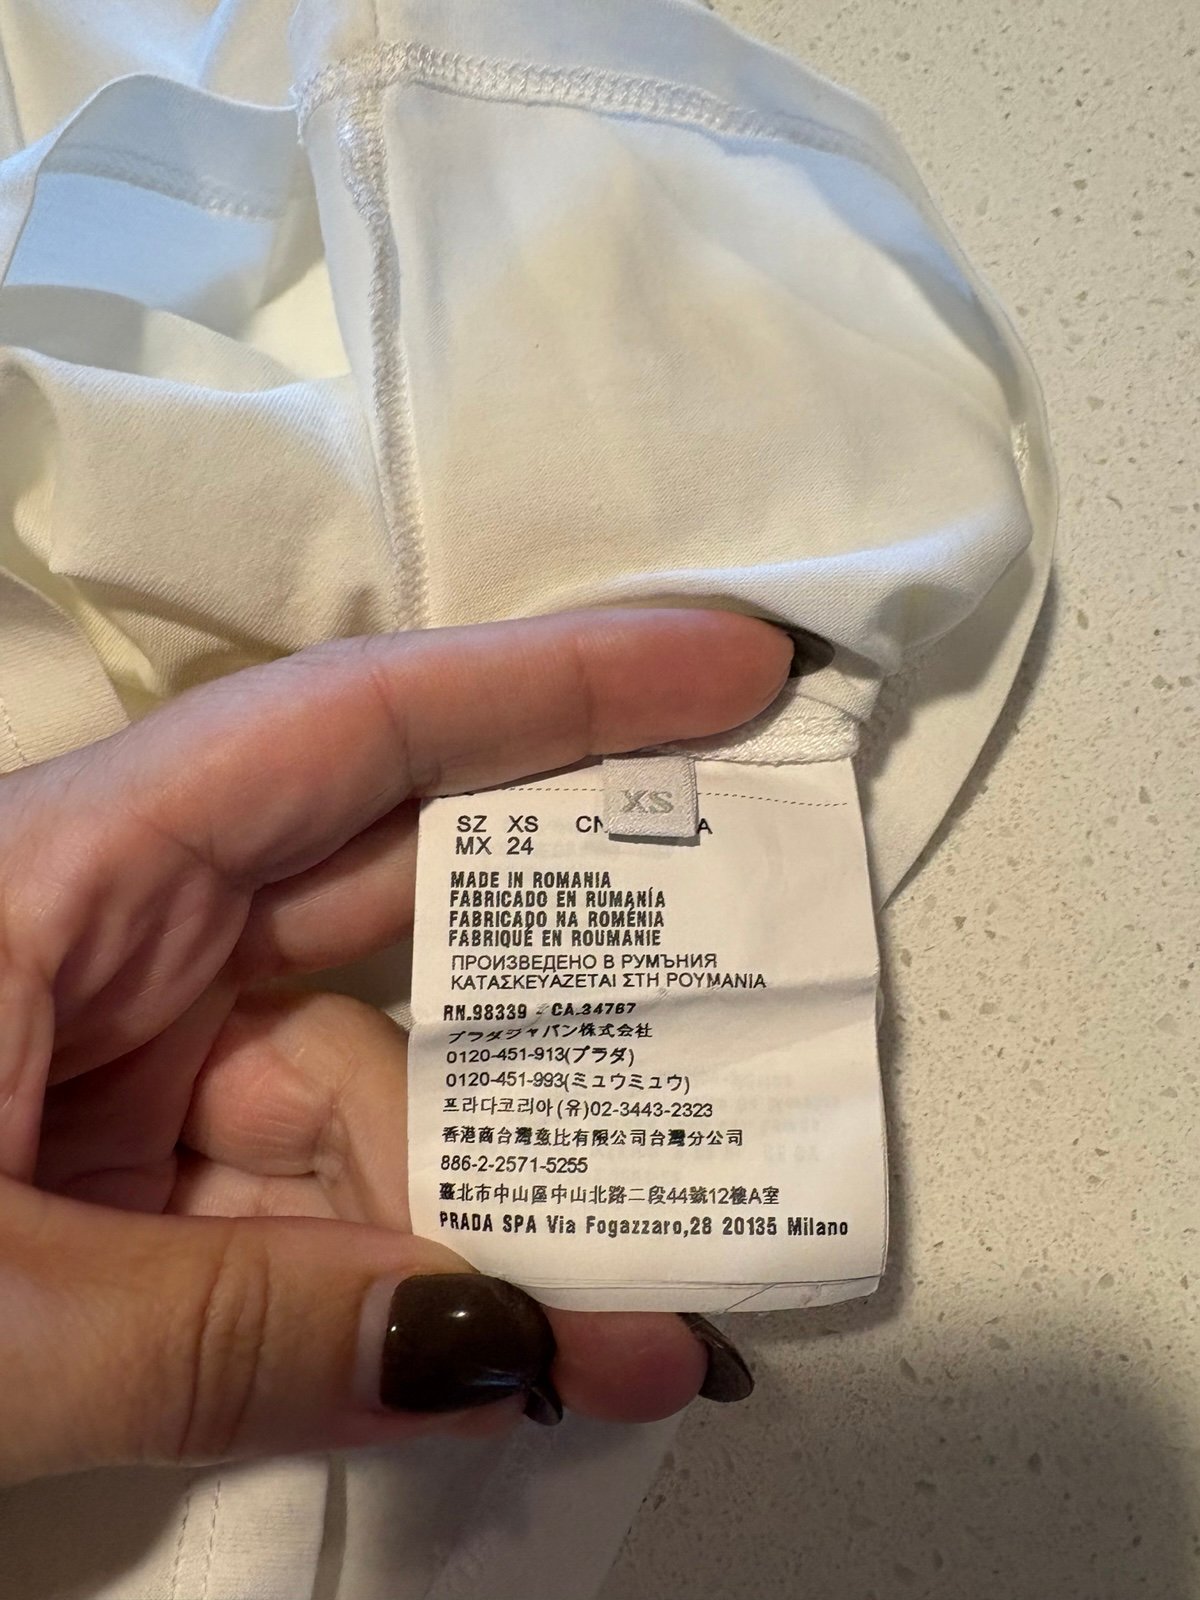 XS
SZ XS
MX 24
MADE IN ROMANIA
FABRICADO EN RUMANÍA
FABRICADO NA ROMÉNIA
FABRIQUÉ EN ROUMANIE
ПРОИЗВЕДЕНО В РУМЪНИЯ
ΚΑΤΑΣΚΕΥΑΖΕΤΑΙ ΣΤΗ ΡΟΥΜΑΝΙΑ
RN.98339 - CA.34767
プラダジャパン株式会社
0120-451-913(プラダ)
0120-451-993(ミュウミュウ)
프라다코리아(유)02-3443-2323
香港商台灣意比有限公司台灣分公司
886-2-2571-5255
臺北市中山區中山北路二段44號12樓A室
PRADA SPA Via Fogazzaro,28 20135 Milano